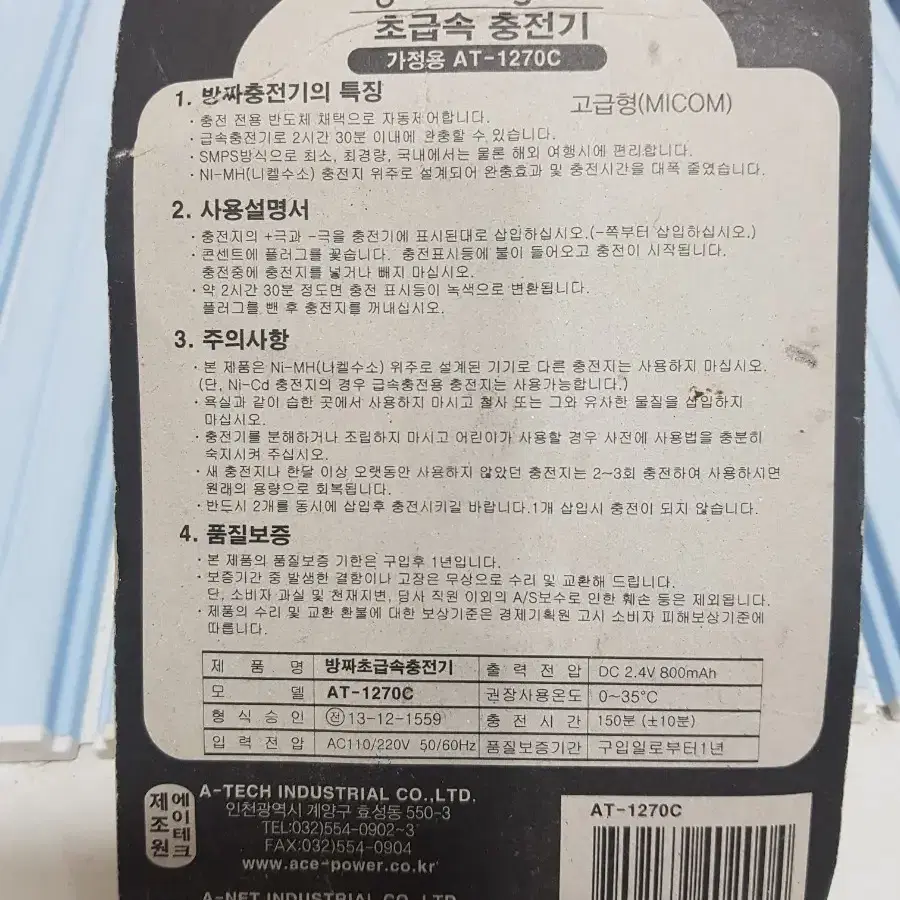 초급속 충전기
가정용 AT-1270C
고급형(MICOM)
1. 방짜충전기의 특징
· 충전 전용 반도체 채택으로 자동제어합니다.
· 급속충전기로 2시간 30분 이내에 완충할 수 있습니다.
· SMPS방식으로 최소, 최경량, 국내에서는 물론 해외 여행시에 편리합니다.
· NI-MH(니켈수소) 충전지 위주로 설계되어 완충효과 및 충전시간을 대폭 줄였습니다.
2. 사용설명서
· 충전지의 +극과 -극을 충전기에 표시된대로 삽입하십시오.(-쪽부터 삽입하십시오.)
· 콘센트에 플러그를 꽂습니다. 충전표시등에 불이 들어오고 충전이 시작됩니다.
충전중에 충전지를 넣거나 빼지 마십시오.
· 약 2시간 30분 정도면 충전 표시등이 녹색으로 변환됩니다.
플러그를 뺀 후 충전지를 꺼내십시오.
3. 주의사항
· 본 제품은 Ni-MH(니켈수소) 위주로 설계된 기기로 다른 충전지는 사용하지 마십시오.
(단, Ni-Cd 충전지의 경우 급속충전용 충전지는 사용가능합니다.)
· 욕실과 같이 습한 곳에서 사용하지 마시고 철사 또는 그와 유사한 물질을 삽입하지
마십시오.
· 충전기를 분해하거나 조립하지 마시고 어린이가 사용할 경우 사전에 사용법을 충분히
숙지시켜 주십시오.
· 새 충전지나 한달 이상 오랫동안 사용하지 않았던 충전지는 2~3회 충전하여 사용하시면
원래의 용량으로 회복됩니다.
· 반드시 2개를 동시에 삽입후 충전시키길 바랍니다.1개 삽입시 충전이 되지 않습니다.
4. 품질보증
· 본 제품의 품질보증 기한은 구입후 1년입니다.
· 보증기간 중 발생한 결함이나 고장은 무상으로 수리 및 교환해 드립니다.
단, 소비자 과실 및 천재지변, 당사 직원 이외의 A/S보수로 인한 훼손 등은 제외됩니다.
· 제품의 수리 및 교환 환불에 대한 보상기준은 경제기획원 고시 소비자 피해보상기준에
따릅니다.
제 품 명 방짜초급속충전기 출 력 전 압 DC 2.4V 800mAh
모 델 AT-1270C 권장사용온도 0~35°C
형 식 승 인 ㉠13-12-1559 충 전 시 간 150분 (±10분)
입 력 전 압 AC110/220V 50/60Hz 품질보증기간 구입일로부터1년
제조원 에이테크
A-TECH INDUSTRIAL CO.,LTD.
인천광역시 계양구 효성동 550-3
TEL:032)554-0902~3
FAX:032)554-0904
www.ace-power.co.kr
A-NET INDUSTRIAL CO., LTD.
AT-1270C